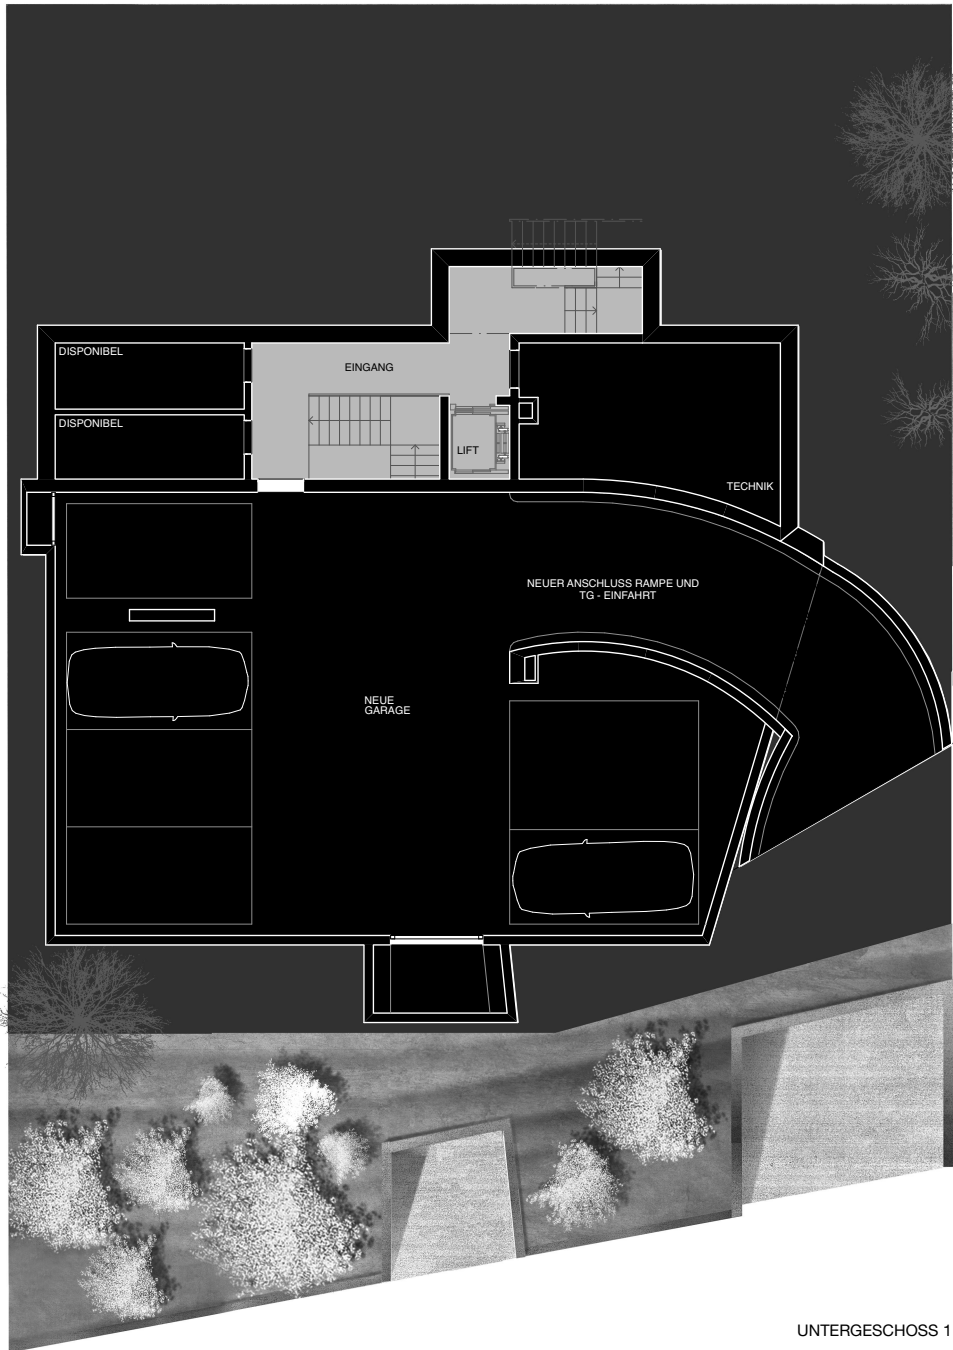 DISPONIBEL
EINGANG
DISPONIBEL
LIFT
TECHNIK
NEUER ANSCHLUSS RAMPE UND
TG - EINFAHRT
NEUE
GARAGE
UNTERGESCHOSS 1